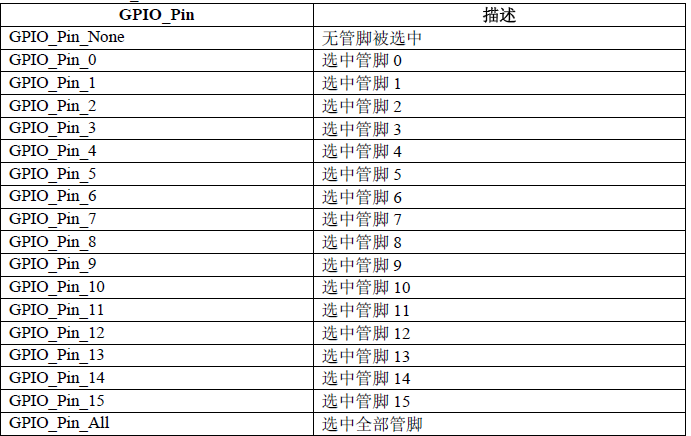 GPIO_Pin 描述
GPIO_Pin_None 无管脚被选中
GPIO_Pin_0 选中管脚 0
GPIO_Pin_1 选中管脚 1
GPIO_Pin_2 选中管脚 2
GPIO_Pin_3 选中管脚 3
GPIO_Pin_4 选中管脚 4
GPIO_Pin_5 选中管脚 5
GPIO_Pin_6 选中管脚 6
GPIO_Pin_7 选中管脚 7
GPIO_Pin_8 选中管脚 8
GPIO_Pin_9 选中管脚 9
GPIO_Pin_10 选中管脚 10
GPIO_Pin_11 选中管脚 11
GPIO_Pin_12 选中管脚 12
GPIO_Pin_13 选中管脚 13
GPIO_Pin_14 选中管脚 14
GPIO_Pin_15 选中管脚 15
GPIO_Pin_All 选中全部管脚